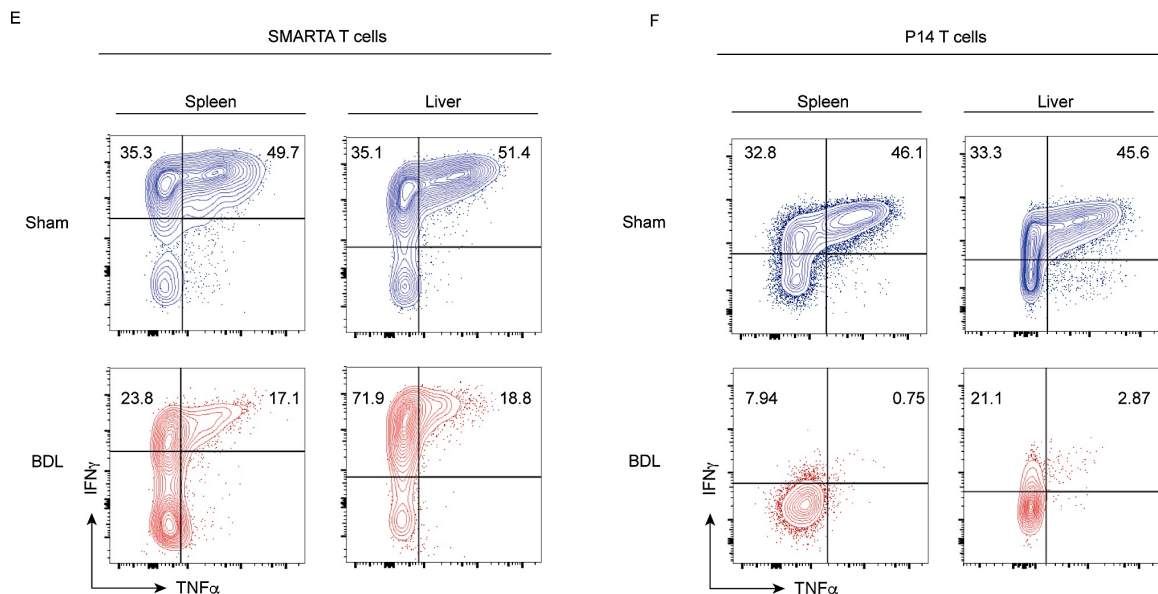 E
F
SMARTA T cells
P14 T cells
Spleen
Liver
Spleen
Liver
Sham
35.3
49.7
35.1
51.4
Sham
32.8
46.1
33.3
45.6
BDL
23.8
17.1
71.9
18.8
BDL
7.94
0.75
21.1
2.87
IFNγ
TNFα
IFNγ
TNFα